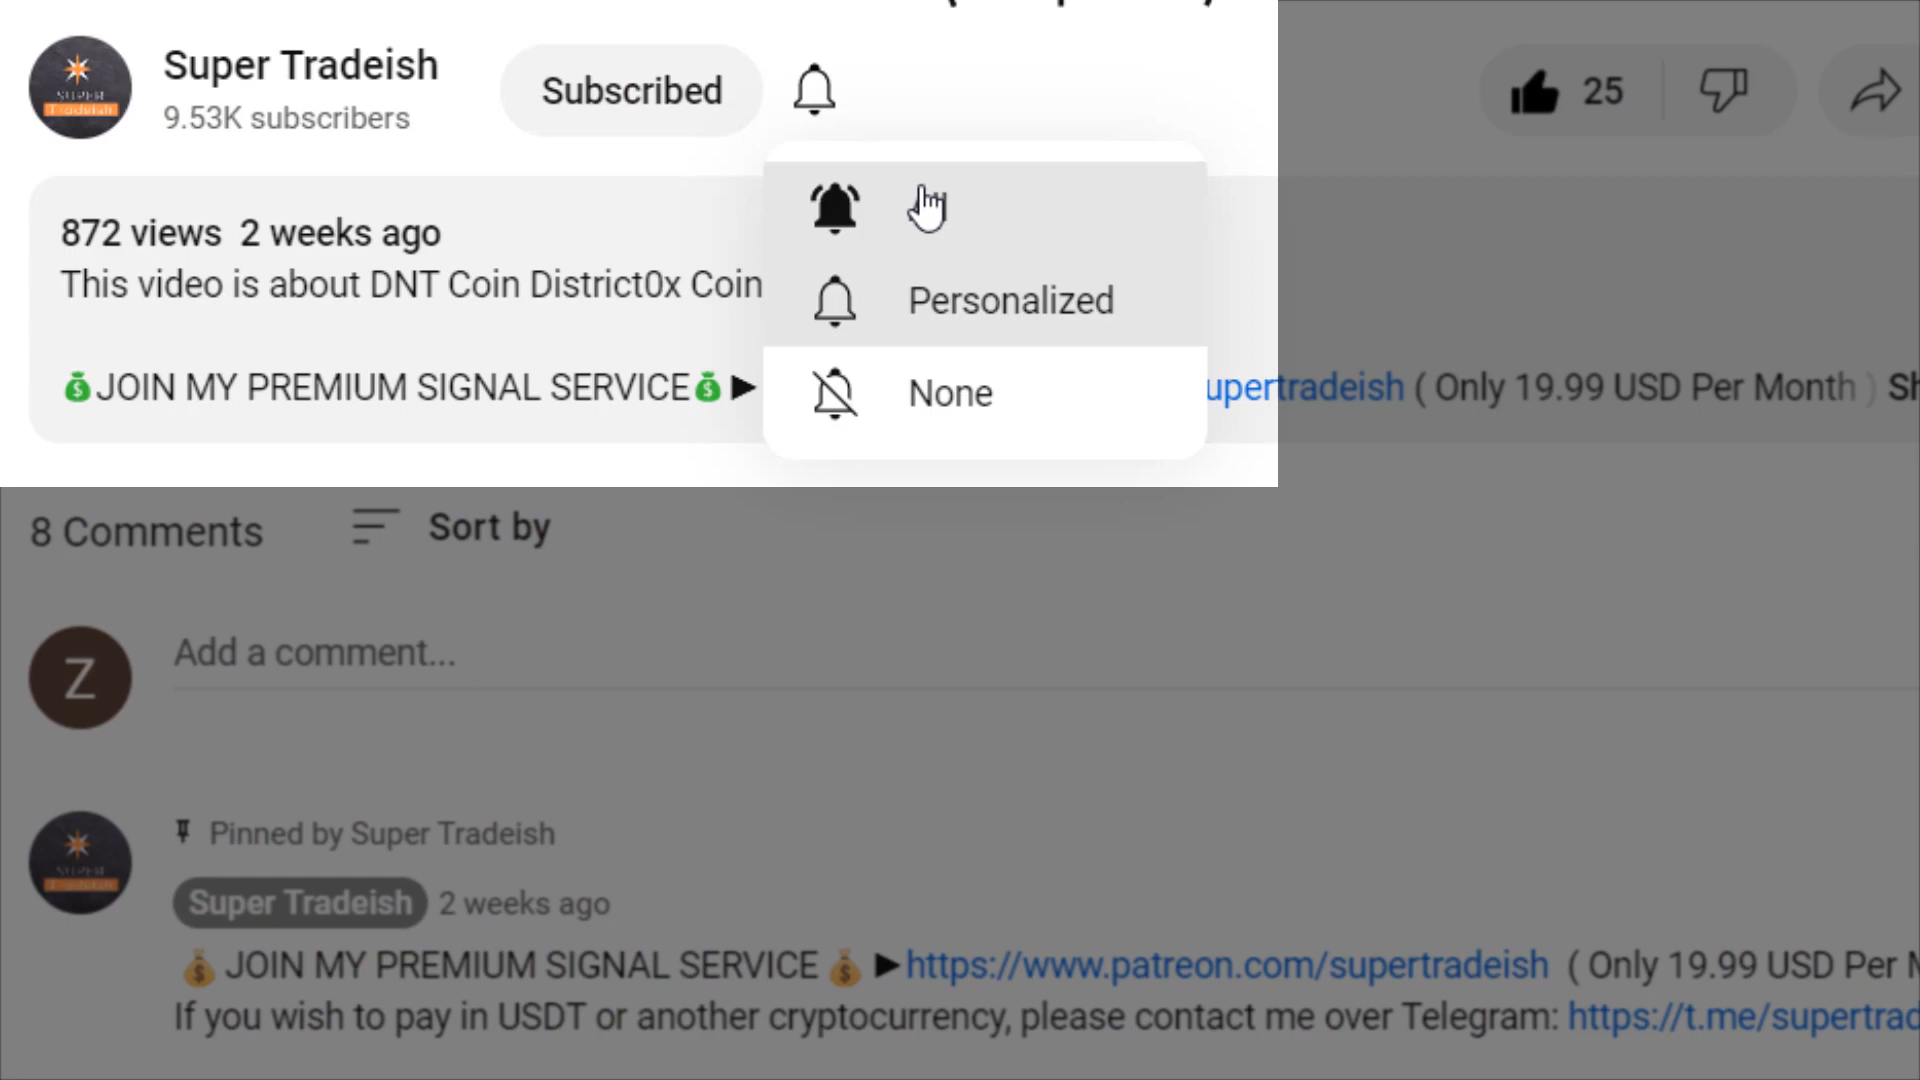 Super Tradeish
9.53K subscribers
Subscribed
25
872 views 2 weeks ago
This video is about DNT Coin District0x Coin
💰JOIN MY PREMIUM SIGNAL SERVICE💰▶
upertradeish ( Only 19.99 USD Per Month ) Sh
Personalized
None
8 Comments
Sort by
Z
Add a comment...
Pinned by Super Tradeish
Super Tradeish 2 weeks ago
💰JOIN MY PREMIUM SIGNAL SERVICE💰▶https://www.patreon.com/supertradeish ( Only 19.99 USD Per M
If you wish to pay in USDT or another cryptocurrency, please contact me over Telegram: https://t.me/supertrad